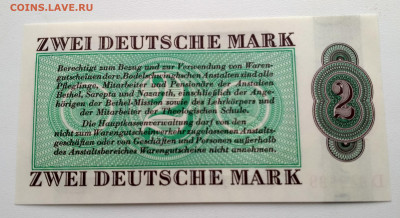 COINS.LAV.RU
ZWEI DEUTSCHE MARK
Berechtigt zum Bezug und zur Verwendung von Waren-
gutscheinen der v. Bodelschwinghschen Anstalten sind alle
Pfleglinge, Mitarbeiter und Pensionäre der Anstalten
Bethel, Sarepta und Nazareth, einschließlich der Ange-
hörigen der Bethel-Mission sowie des Lehrkörpers und
der Mitarbeiter der Theologischen Schule.
Die Hauptkassenverwaltung darf von den
nicht zum Warengutscheinverkehr zugelassenen Anstalts-
geschäften oder von Geschäften und Personen außerhalb
des Anstaltsbereiches Warengutscheine nicht annehmen.
2
2
ZWEI DEUTSCHE MARK